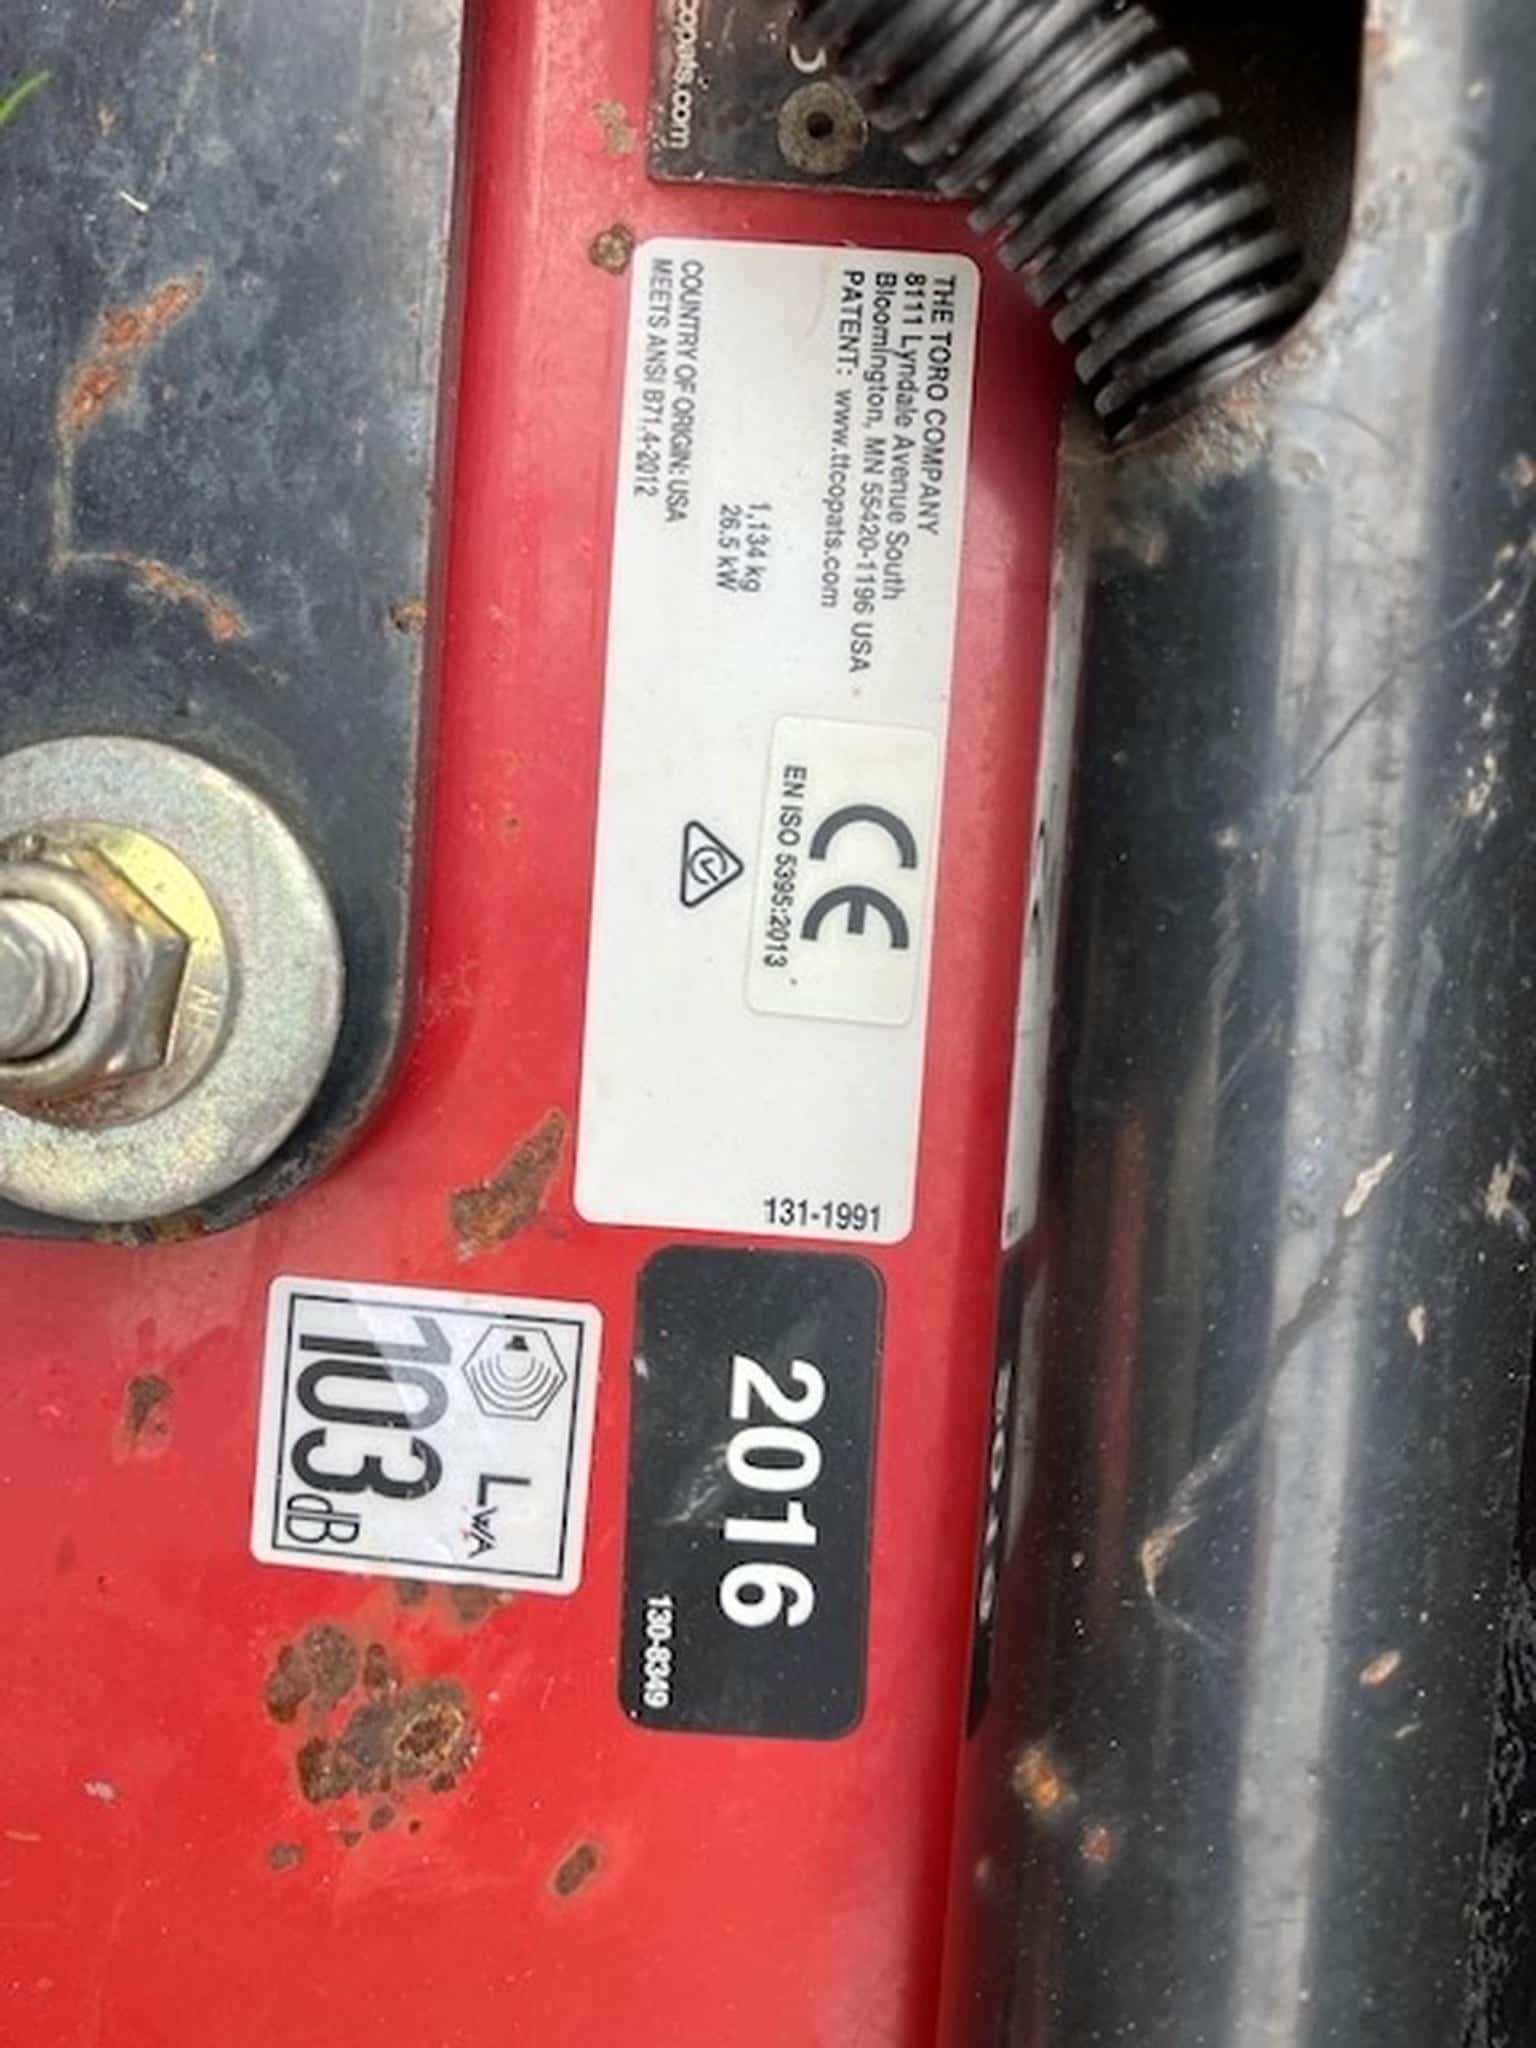 copats.com
THE TORO COMPANY
8111 Lyndale Avenue South
Bloomington, MN 55420-1196 USA
PATENT: www.ttcopats.com
1,134 kg
26.5 kW
COUNTRY OF ORIGIN: USA
MEETS ANSI B71.4-2012
CE
EN ISO 5395:2013
131-1991
2016
130-8349
LWA
103dB